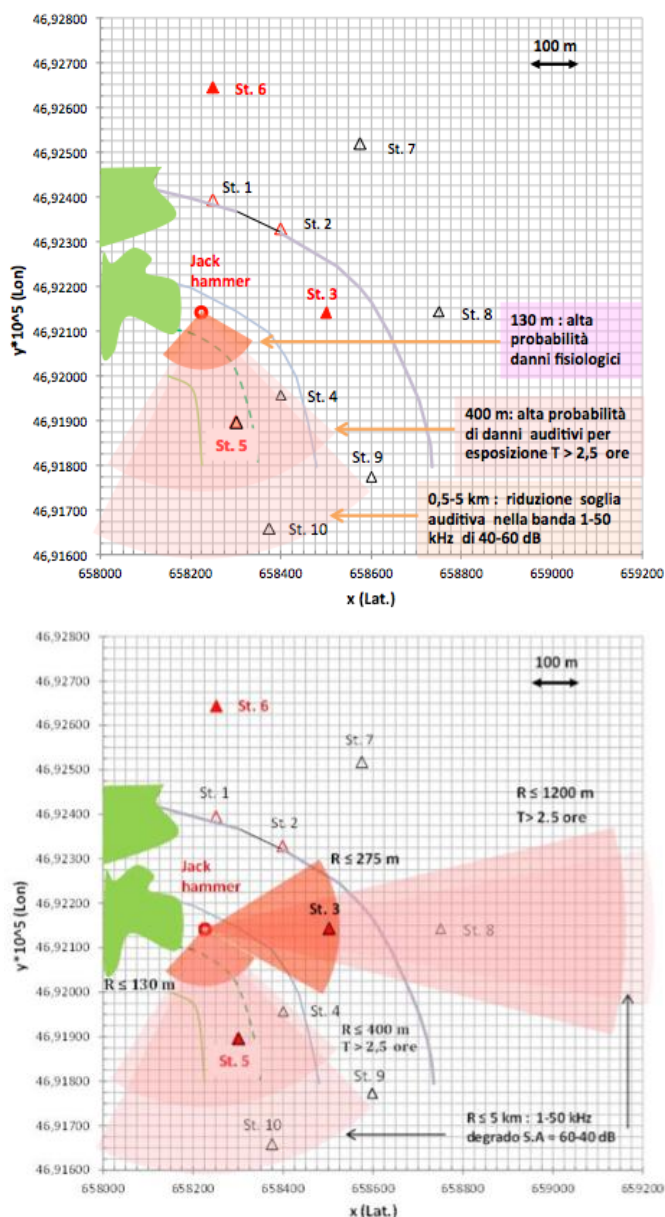 46,92800
100 m
46,92700
St. 6
46,92600
St. 7
46,92500
St. 1
46,92400
St. 2
46,92300
Jack
hammer
St. 3
St. 8
46,92200
46,92100
130 m : alta
probabilità
danni fisiologici
46,92000
St. 4
400 m: alta probabilità
di danni auditivi per
esposizione T > 2,5 ore
46,91900
St. 5
St. 9
46,91800
0,5-5 km : riduzione soglia
auditiva nella banda 1-50
kHz di 40-60 dB
46,91700
St. 10
46,91600
658000 658200 658400 658600 658800 659000 659200
x (Lat.)
y*10^5 (Lon)
46,92800
100 m
46,92700
St. 6
46,92600
St. 7
46,92500
St. 1
R ≤ 1200 m
T> 2.5 ore
46,92400
St. 2
46,92300
R ≤ 275 m
Jack
hammer
St. 3
St. 8
46,92200
46,92100
R ≤ 130 m
46,92000
St. 4
R ≤ 400 m
T > 2,5 ore
46,91900
St. 5
St. 9
46,91800
R ≤ 5 km : 1-50 kHz
degrado S.A = 60-40 dB
46,91700
St. 10
46,91600
658000 658200 658400 658600 658800 659000 659200
x (Lat.)
y*10^5 (Lon)